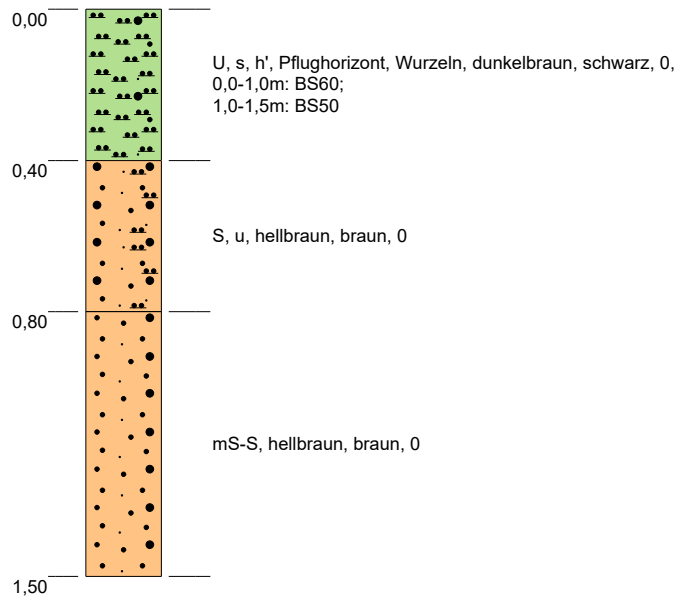 0,00
U, s, h', Pflughorizont, Wurzeln, dunkelbraun, schwarz, 0,
0,0-1,0m: BS60;
1,0-1,5m: BS50
0,40
S, u, hellbraun, braun, 0
0,80
mS-S, hellbraun, braun, 0
1,50